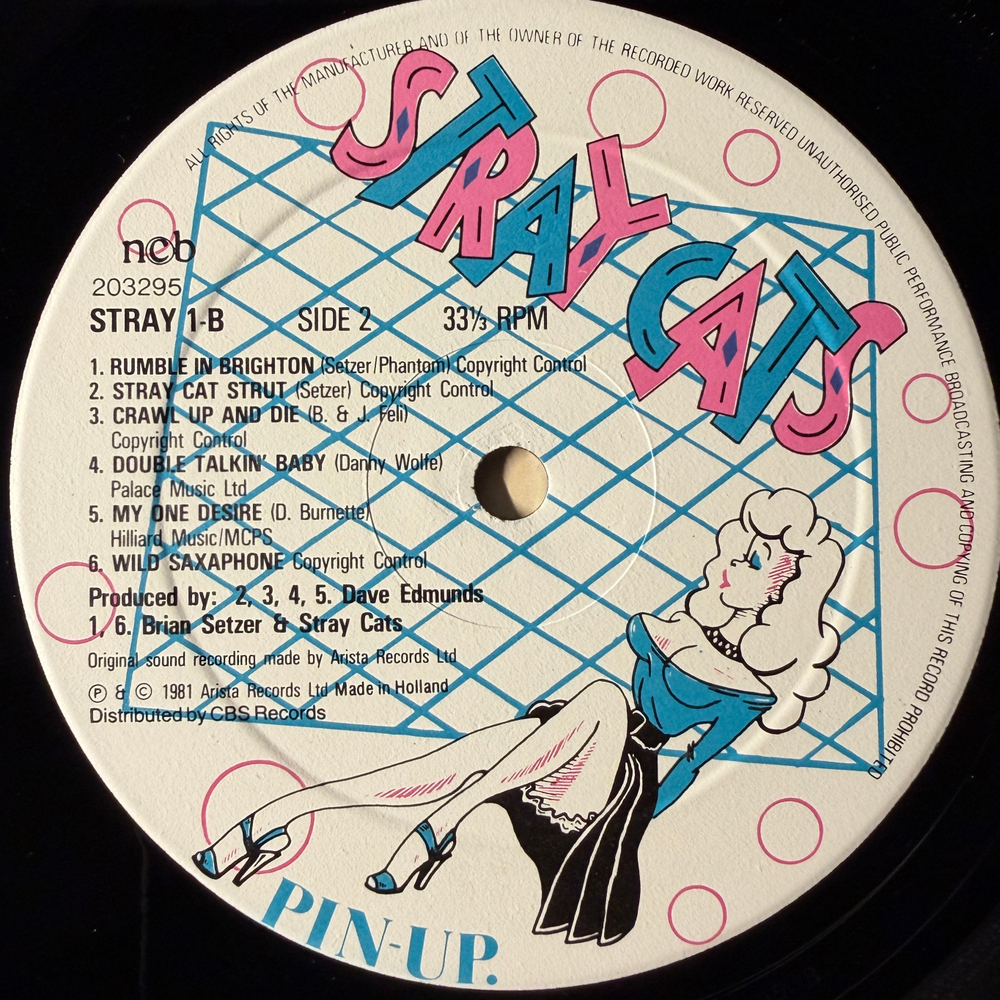 ALL RIGHTS OF THE MANUFACTURER AND OF THE OWNER OF THE RECORDED WORK RESERVED UNAUTHORISED PUBLIC PERFORMANCE BROADCASTING AND COPYING OF THIS RECORD PROHIBITED
STRAY CATS
ncb
203295
STRAY 1-B SIDE 2 33⅓ RPM
1. RUMBLE IN BRIGHTON (Setzer/Phantom) Copyright Control
2. STRAY CAT STRUT (Setzer) Copyright Control
3. CRAWL UP AND DIE (B. & J. Feli)
Copyright Control
4. DOUBLE TALKIN' BABY (Danny Wolfe)
Palace Music Ltd
5. MY ONE DESIRE (D. Burnette)
Hilliard Music/MCPS
6. WILD SAXAPHONE Copyright Control
Produced by: 2, 3, 4, 5. Dave Edmunds
1, 6. Brian Setzer & Stray Cats
Original sound recording made by Arista Records Ltd
Ⓟ & © 1981 Arista Records Ltd Made in Holland
Distributed by CBS Records
PIN-UP.